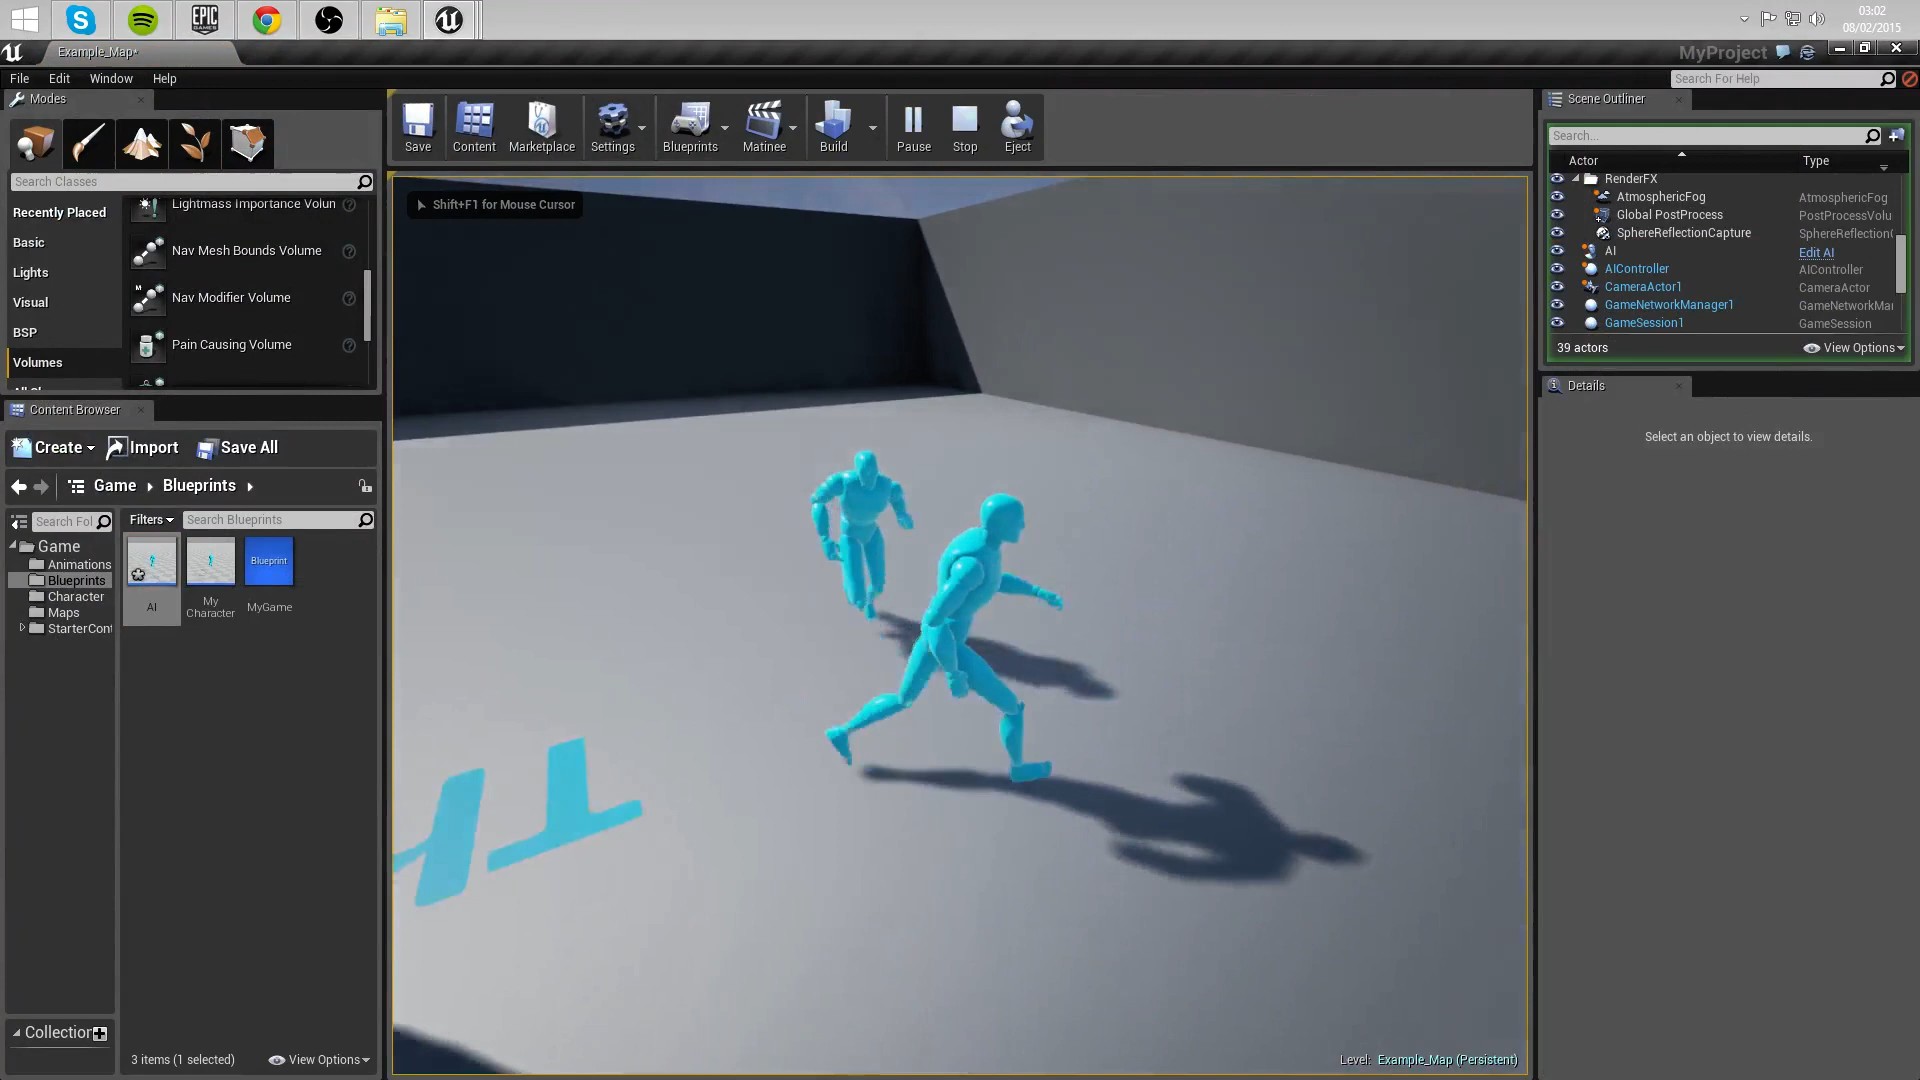 EPIC
GAMES
03:02
08/02/2015
Example_Map*
MyProject
File Edit Window Help
Search For Help
Modes
Search Classes
Recently Placed
Basic
Lights
Visual
BSP
Volumes
Lightmass Importance Volun
Nav Mesh Bounds Volume
Nav Modifier Volume
Pain Causing Volume
Content Browser
Create Import Save All
Game Blueprints
Search Fol
Filters Search Blueprints
Game
Animations
Blueprints
Character
Maps
StarterCont
Blueprint
AI
My
Character
MyGame
Collection
3 items (1 selected) View Options
Save Content Marketplace Settings Blueprints Matinee Build Pause Stop Eject
Shift+F1 for Mouse Cursor
Level: Example_Map (Persistent)
Scene Outliner
Search...
Actor Type
RenderFX
AtmosphericFog AtmosphericFog
Global PostProcess PostProcessVolu
SphereReflectionCapture SphereReflection
AI Edit AI
AIController AIController
CameraActor1 CameraActor
GameNetworkManager1 GameNetworkMar
GameSession1 GameSession
39 actors View Options
Details
Select an object to view details.